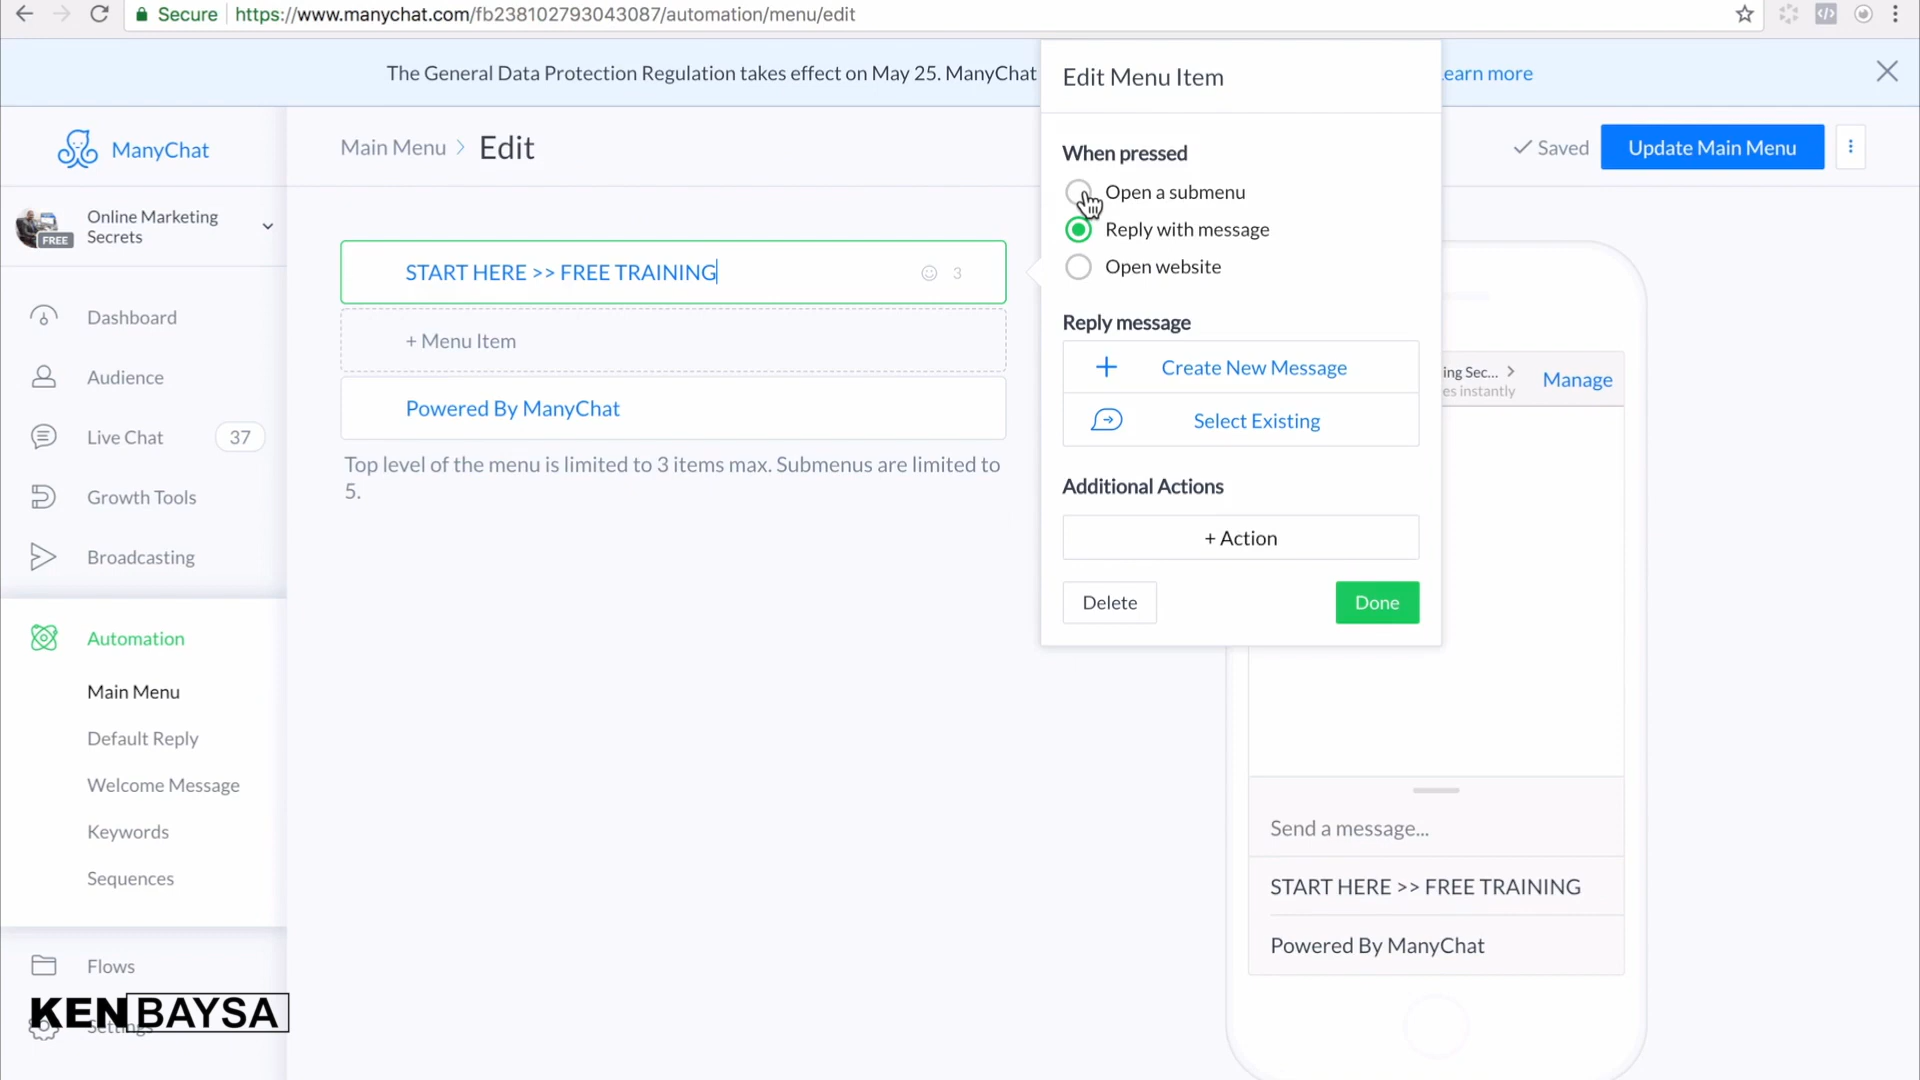 Secure
https://www.manychat.com/fb238102793043087/automation/menu/edit
The General Data Protection Regulation takes effect on May 25. ManyChat
earn more
ManyChat
Online Marketing
Secrets
FREE
Dashboard
Audience
Live Chat
37
Growth Tools
Broadcasting
Automation
Main Menu
Default Reply
Welcome Message
Keywords
Sequences
Flows
Settings
KENBAYSA
Main Menu
Edit
Saved
Update Main Menu
START HERE >> FREE TRAINING
3
+ Menu Item
Powered By ManyChat
Top level of the menu is limited to 3 items max. Submenus are limited to
5.
Edit Menu Item
When pressed
Open a submenu
Reply with message
Open website
Reply message
Create New Message
Select Existing
Additional Actions
+ Action
Delete
Done
ing Sec...
es instantly
Manage
Send a message...
START HERE >> FREE TRAINING
Powered By ManyChat